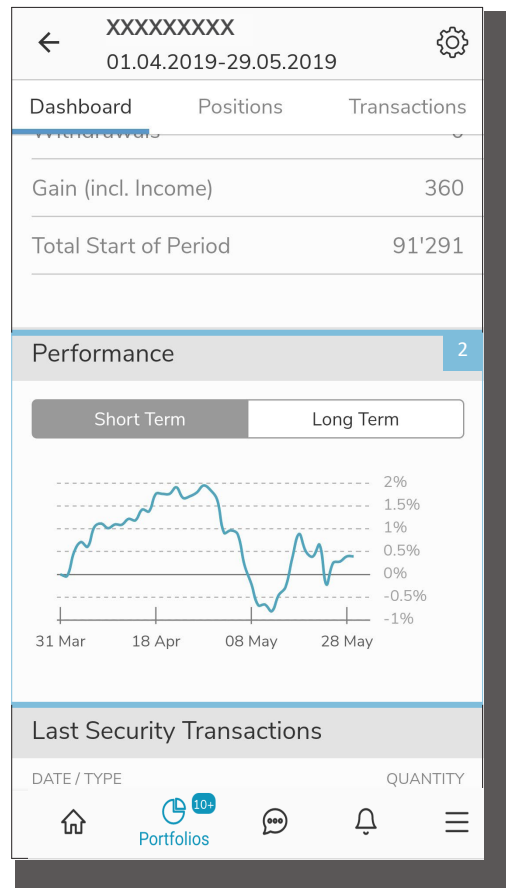 XXXXXXXXX
01.04.2019-29.05.2019
Dashboard Positions Transactions
Gain (incl. Income) 360
Total Start of Period 91'291
Performance 2
Short Term Long Term
2%
1.5%
1%
0.5%
0%
-0.5%
-1%
31 Mar 18 Apr 08 May 28 May
Last Security Transactions
DATE / TYPE QUANTITY
10+
Portfolios